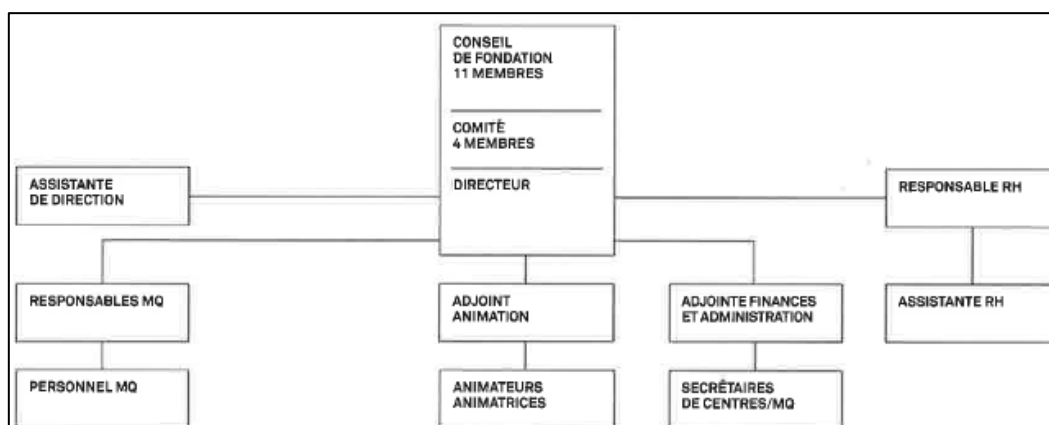 CONSEIL
DE FONDATION
11 MEMBRES
COMITÉ
4 MEMBRES
DIRECTEUR
ASSISTANTE
DE DIRECTION
RESPONSABLE RH
RESPONSABLES MQ
ADJOINT
ANIMATION
ADJOINTE FINANCES
ET ADMINISTRATION
ASSISTANTE RH
PERSONNEL MQ
ANIMATEURS
ANIMATRICES
SECRÉTAIRES
DE CENTRES/MQ